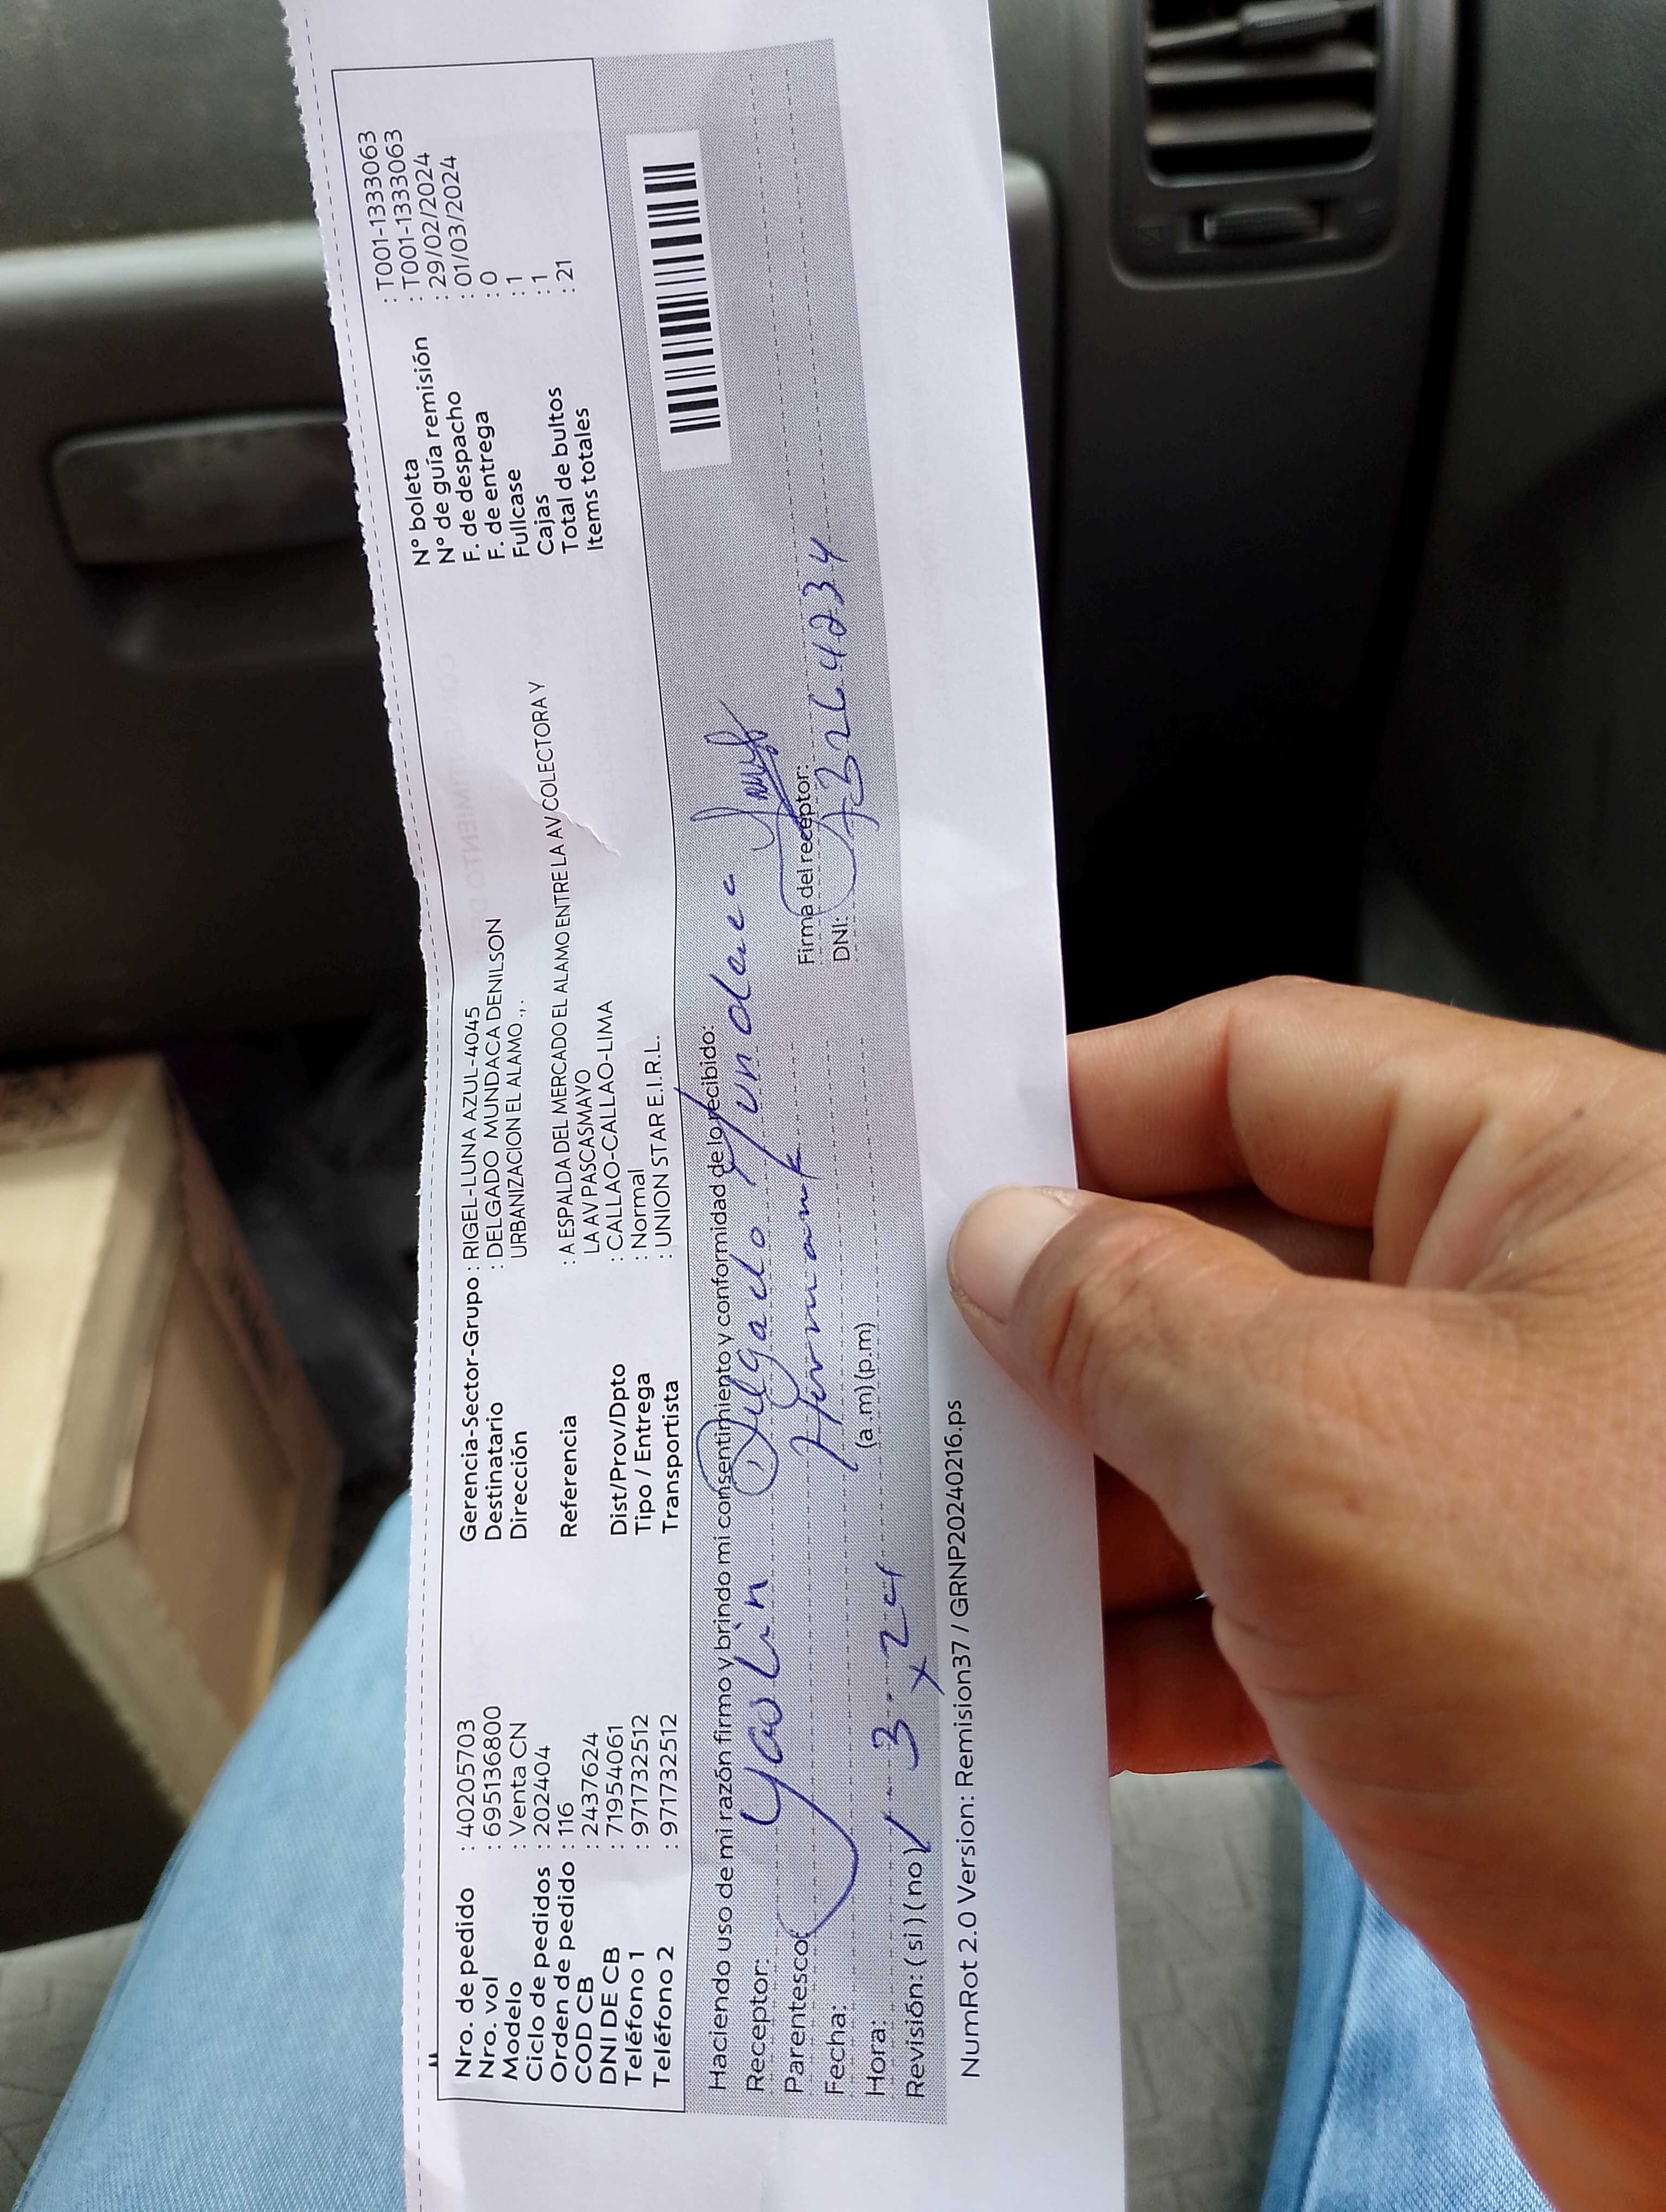 Nro. de pedido : 40205703
Nro. vol : 695136800
Modelo : Venta CN
Ciclo de pedidos : 202404
Orden de pedido : 116
COD CB : 2437624
DNI DE CB : 71954061
Teléfono 1 : 971732512
Teléfono 2 : 971732512
Gerencia-Sector-Grupo : RIGEL-LUNA AZUL-4045
Destinatario : DELGADO MUNDACA DENILSON
Dirección URBANIZACION EL ALAMO .,.
Referencia : A ESPALDA DEL MERCADO EL ALAMO ENTRE LA AV COLECTORA Y
LA AV PASCASMAYO
Dist/Prov/Dpto : CALLAO-CALLAO-LIMA
Tipo / Entrega : Normal
Transportista : UNION STAR E.I.R.L.
N° boleta : T001-1333063
N° de guía remisión : T001-1333063
F. de despacho : 29/02/2024
F. de entrega : 01/03/2024
Fullcase : 0
Cajas : 1
Total de bultos : 1
Items totales : 21
Haciendo uso de mi razón firmo y brindo mi consentimiento y conformidad de lo recibido:
Receptor: Yaslin Delgado Mundaca
Parentesco: Hermana
Firma del receptor:
Fecha: 1-3-24
DNI: 73264234
Hora: (a.m) (p.m)
Revisión: ( si ) ( no )
NumRot 2.0 Version: Remision37 / GRNP20240216.ps